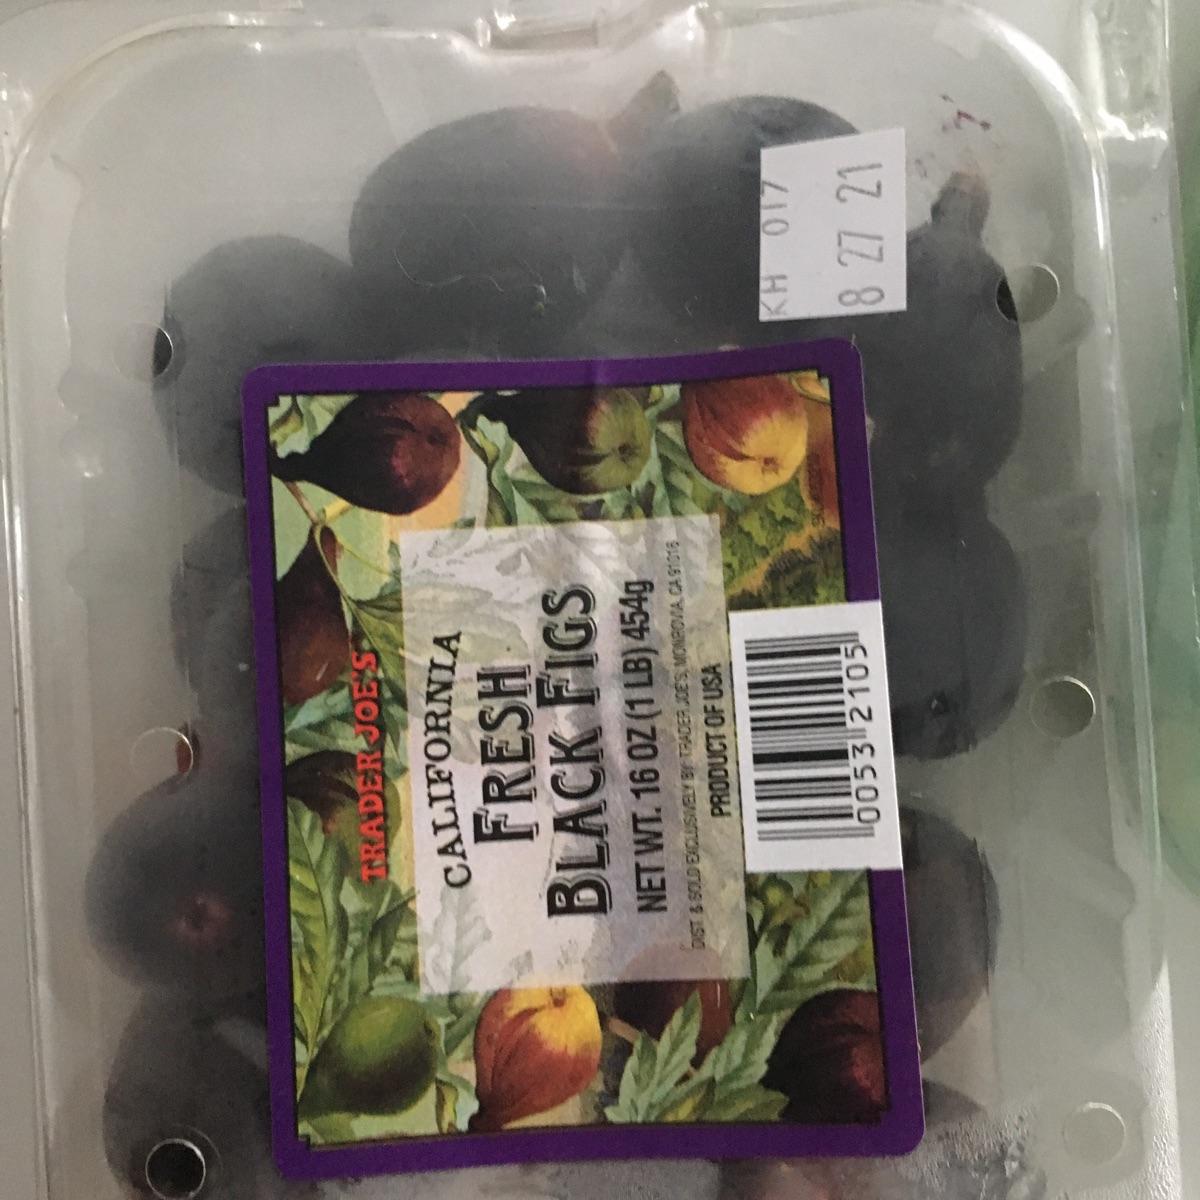 KH 017
8 27 21
TRADER JOE'S
CALIFORNIA
FRESH
BLACK FIGS
NET WT. 16 OZ (1 LB) 454g
DIST. & SOLD EXCLUSIVELY BY: TRADER JOE'S, MONROVIA, CA 91016
PRODUCT OF USA
0053 2105